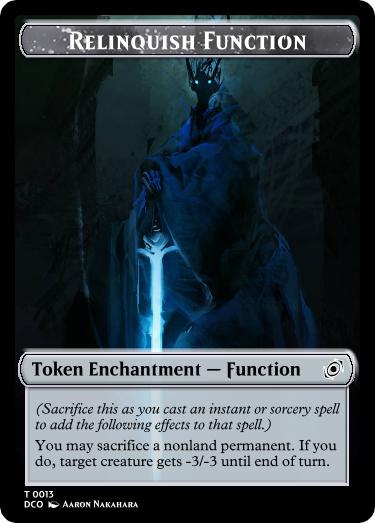 Relinquish Function
Token Enchantment — Function
(Sacrifice this as you cast an instant or sorcery spell
to add the following effects to that spell.)
You may sacrifice a nonland permanent. If you
do, target creature gets -3/-3 until end of turn.
T 0013
DCO Aaron Nakahara